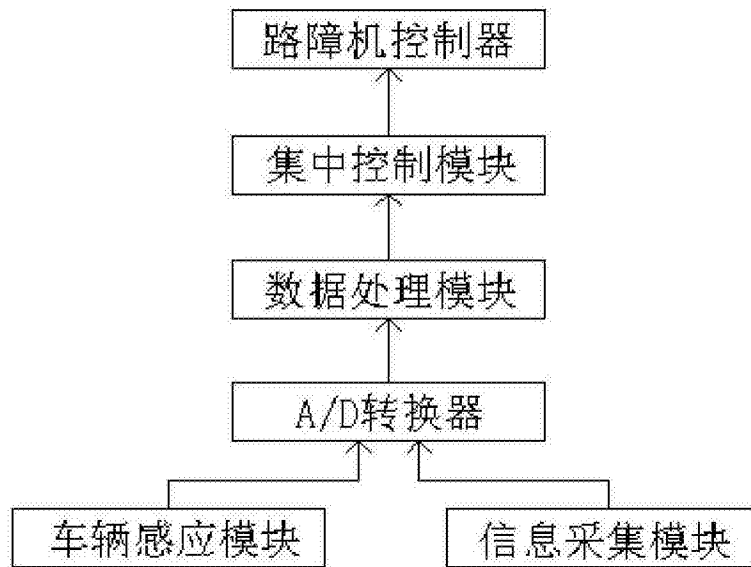 路障机控制器
集中控制模块
数据处理模块
A/D转换器
车辆感应模块
信息采集模块